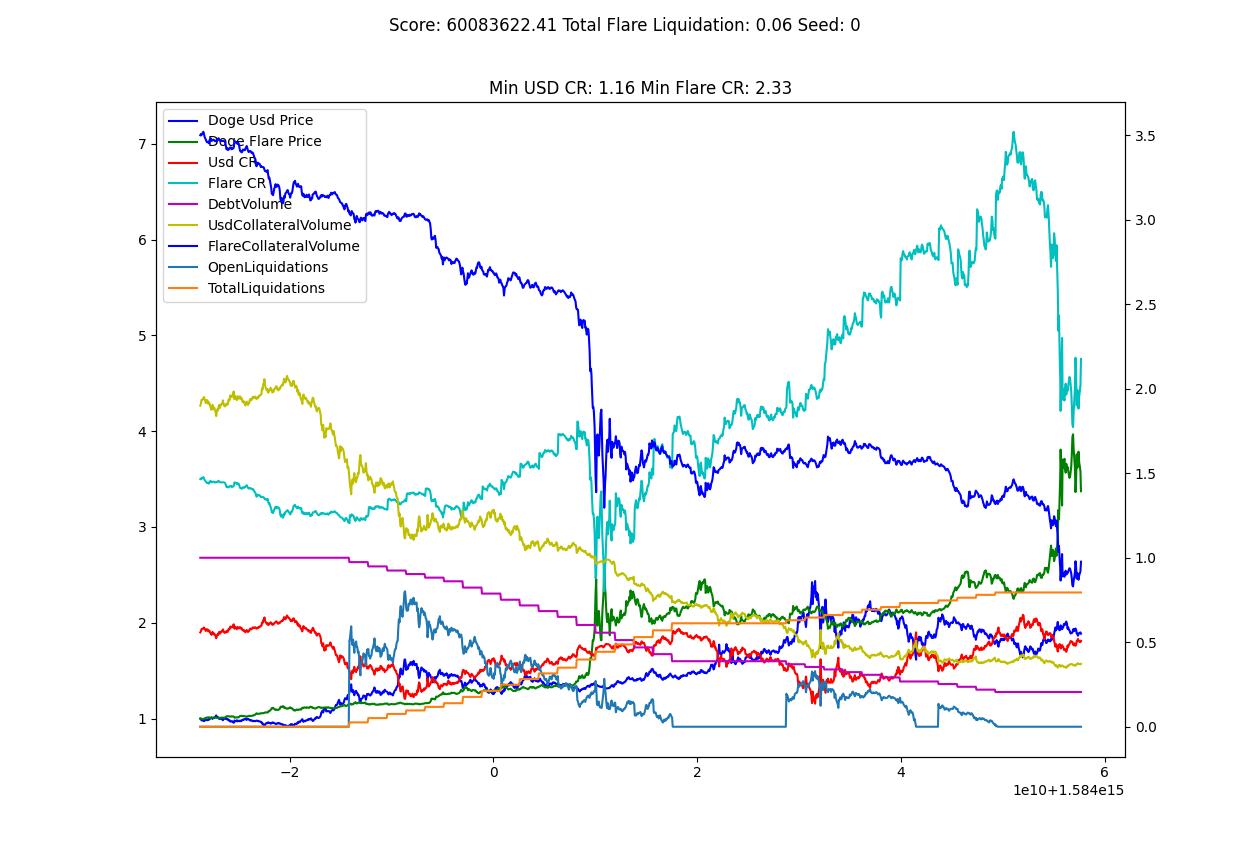 Score: 60083622.41 Total Flare Liquidation: 0.06 Seed: 0
Min USD CR: 1.16 Min Flare CR: 2.33
Doge Usd Price
Doge Flare Price
Usd CR
Flare CR
DebtVolume
UsdCollateralVolume
FlareCollateralVolume
OpenLiquidations
TotalLiquidations
7
6
5
4
3
2
1
3.5
3.0
2.5
2.0
1.5
1.0
0.5
0.0
−2
0
2
4
6
1e10+1.584e15